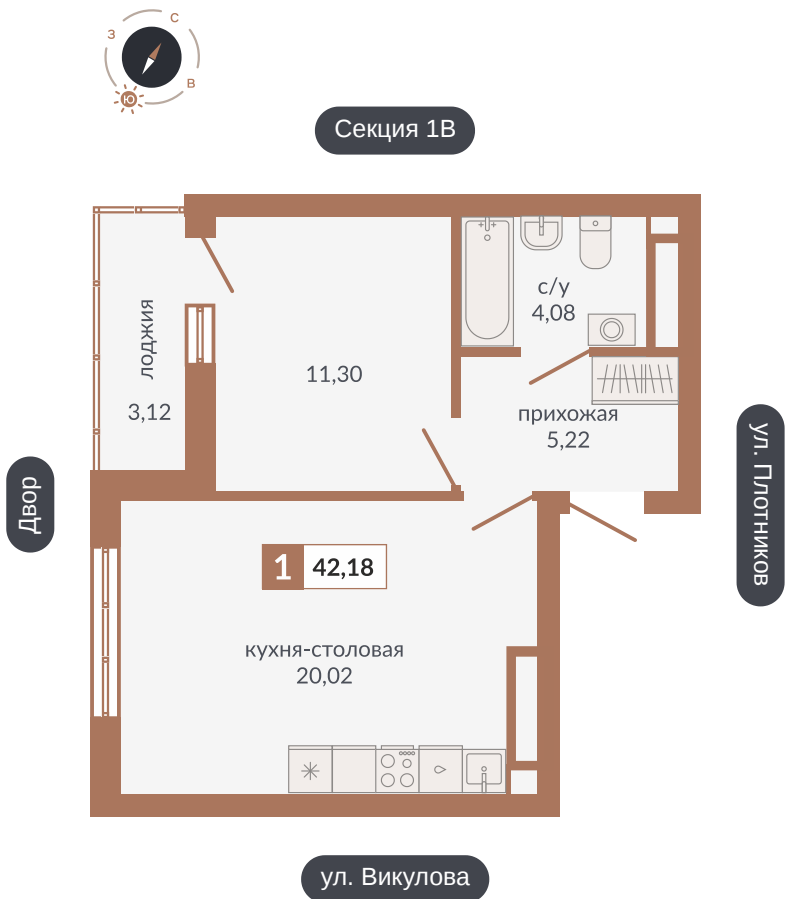 С
З
В
Ю
Секция 1В
лоджия
3,12
11,30
с/у
4,08
прихожая
5,22
Двор
ул. Плотников
1 42,18
кухня-столовая
20,02
ул. Викулова